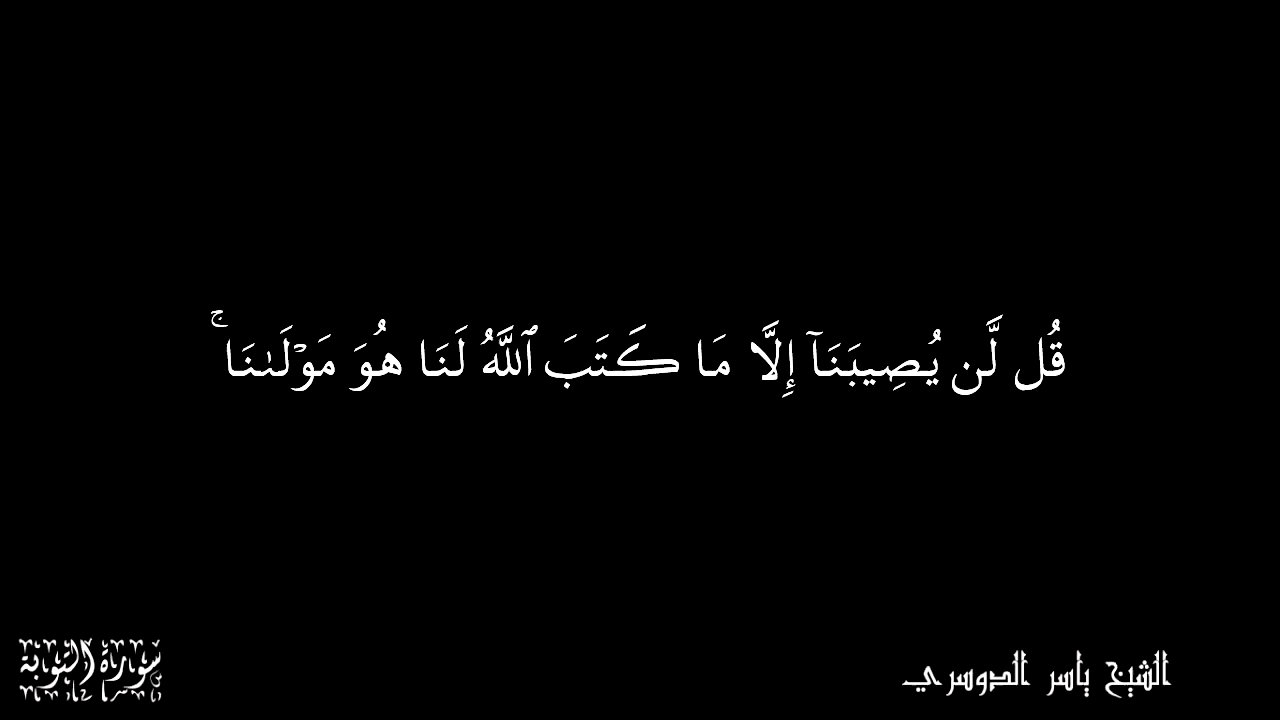 قُل لَّن يُصِيبَنَآ إِلَّا مَا كَتَبَ ٱللَّهُ لَنَا هُوَ مَوۡلَىٰنَاۚ
سورة التوبة
الشيخ ياسر الدوسري